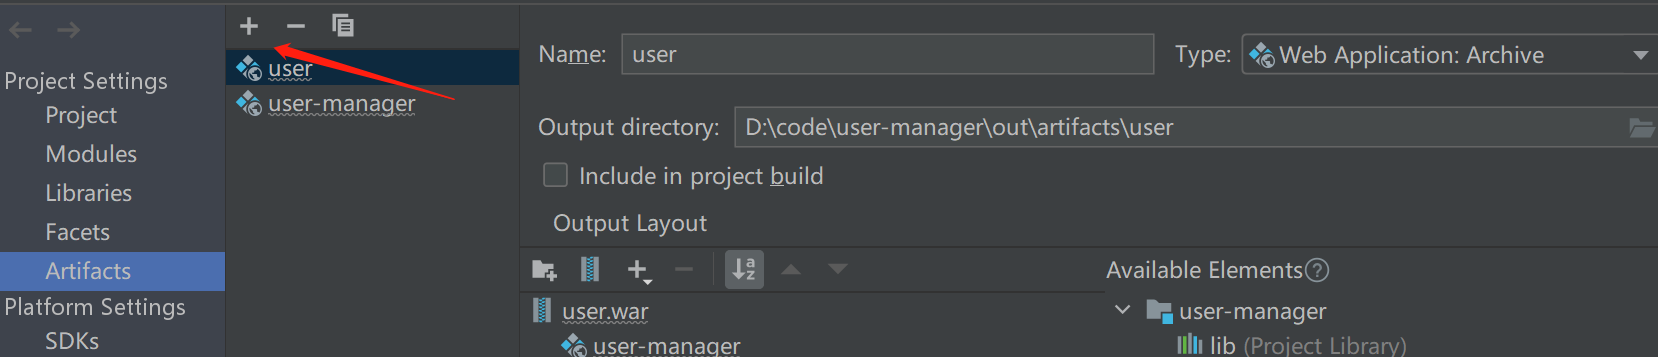 Project Settings
Project
Modules
Libraries
Facets
Artifacts
Platform Settings
SDKs
user
user-manager
Name: user
Type: Web Application: Archive
Output directory: D:\code\user-manager\out\artifacts\user
Include in project build
Output Layout
Available Elements
user.war
user-manager
user-manager
lib (Project Library)